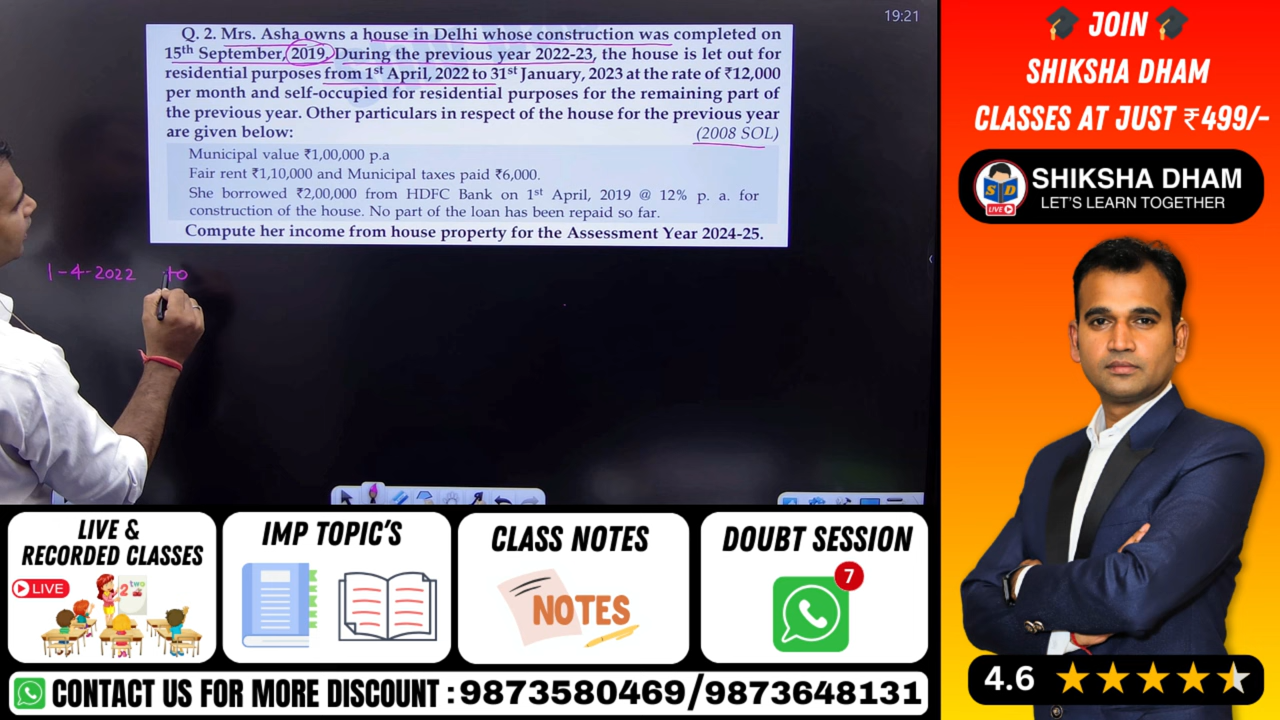 19:21
Q. 2. Mrs. Asha owns a house in Delhi whose construction was completed on
15th September, 2019. During the previous year 2022-23, the house is let out for
residential purposes from 1st April, 2022 to 31st January, 2023 at the rate of ₹12,000
per month and self-occupied for residential purposes for the remaining part of
the previous year. Other particulars in respect of the house for the previous year
are given below: (2008 SOL)
Municipal value ₹1,00,000 p.a
Fair rent ₹1,10,000 and Municipal taxes paid ₹6,000.
She borrowed ₹2,00,000 from HDFC Bank on 1st April, 2019 @ 12% p. a. for
construction of the house. No part of the loan has been repaid so far.
Compute her income from house property for the Assessment Year 2024-25.
1-4-2022 to
JOIN
SHIKSHA DHAM
CLASSES AT JUST ₹499/-
SD
LIVE
SHIKSHA DHAM
LET'S LEARN TOGETHER
LIVE &
RECORDED CLASSES
LIVE
two
2
IMP TOPIC'S
CLASS NOTES
NOTES
DOUBT SESSION
7
CONTACT US FOR MORE DISCOUNT : 9873580469/9873648131
4.6